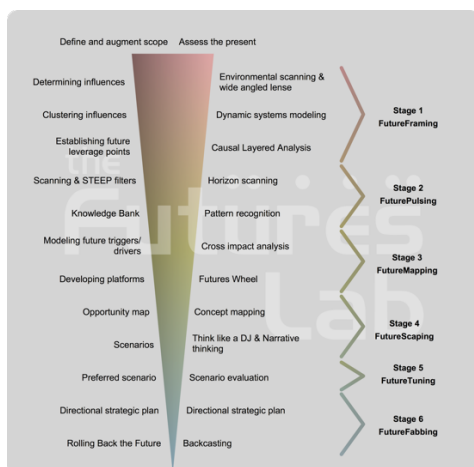 Define and augment scope Assess the present
Determining influences
Environmental scanning &
wide angled lense
Clustering influences
Dynamic systems modeling
Stage 1
FutureFraming
Establishing future
leverage points
Causal Layered Analysis
Scanning & STEEP filters
Horizon scanning
Stage 2
FuturePulsing
Knowledge Bank
Pattern recognition
Modeling future triggers/
drivers
Cross impact analysis
Stage 3
FutureMapping
Developing platforms
Futures Wheel
Opportunity map
Concept mapping
Stage 4
FutureScaping
Scenarios
Think like a DJ & Narrative
thinking
Preferred scenario
Scenario evaluation
Stage 5
FutureTuning
Directional strategic plan
Directional strategic plan
Stage 6
FutureFabbing
Rolling Back the Future
Backcasting
the
Futures
Lab